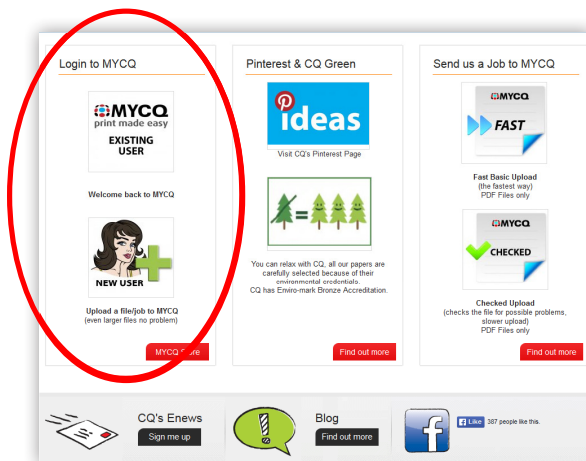 Login to MYCQ
MYCQ
print made easy
EXISTING
USER
Welcome back to MYCQ
NEW USER
Upload a file/job to MYCQ
(even larger files no problem)
MYCQ
Pinterest & CQ Green
ideas
Visit CQ's Pinterest Page
You can relax with CQ, all our papers are
carefully selected because of their
environmental credentials.
CQ has Enviro-mark Bronze Accreditation.
Find out more
Send us a Job to MYCQ
MYCQ
FAST
Fast Basic Upload
(the fastest way)
PDF Files only
MYCQ
CHECKED
Checked Upload
(checks the file for possible problems,
slower upload)
PDF Files only
Find out more
CQ's Enews
Sign me up
Blog
Find out more
f Like 387 people like this.